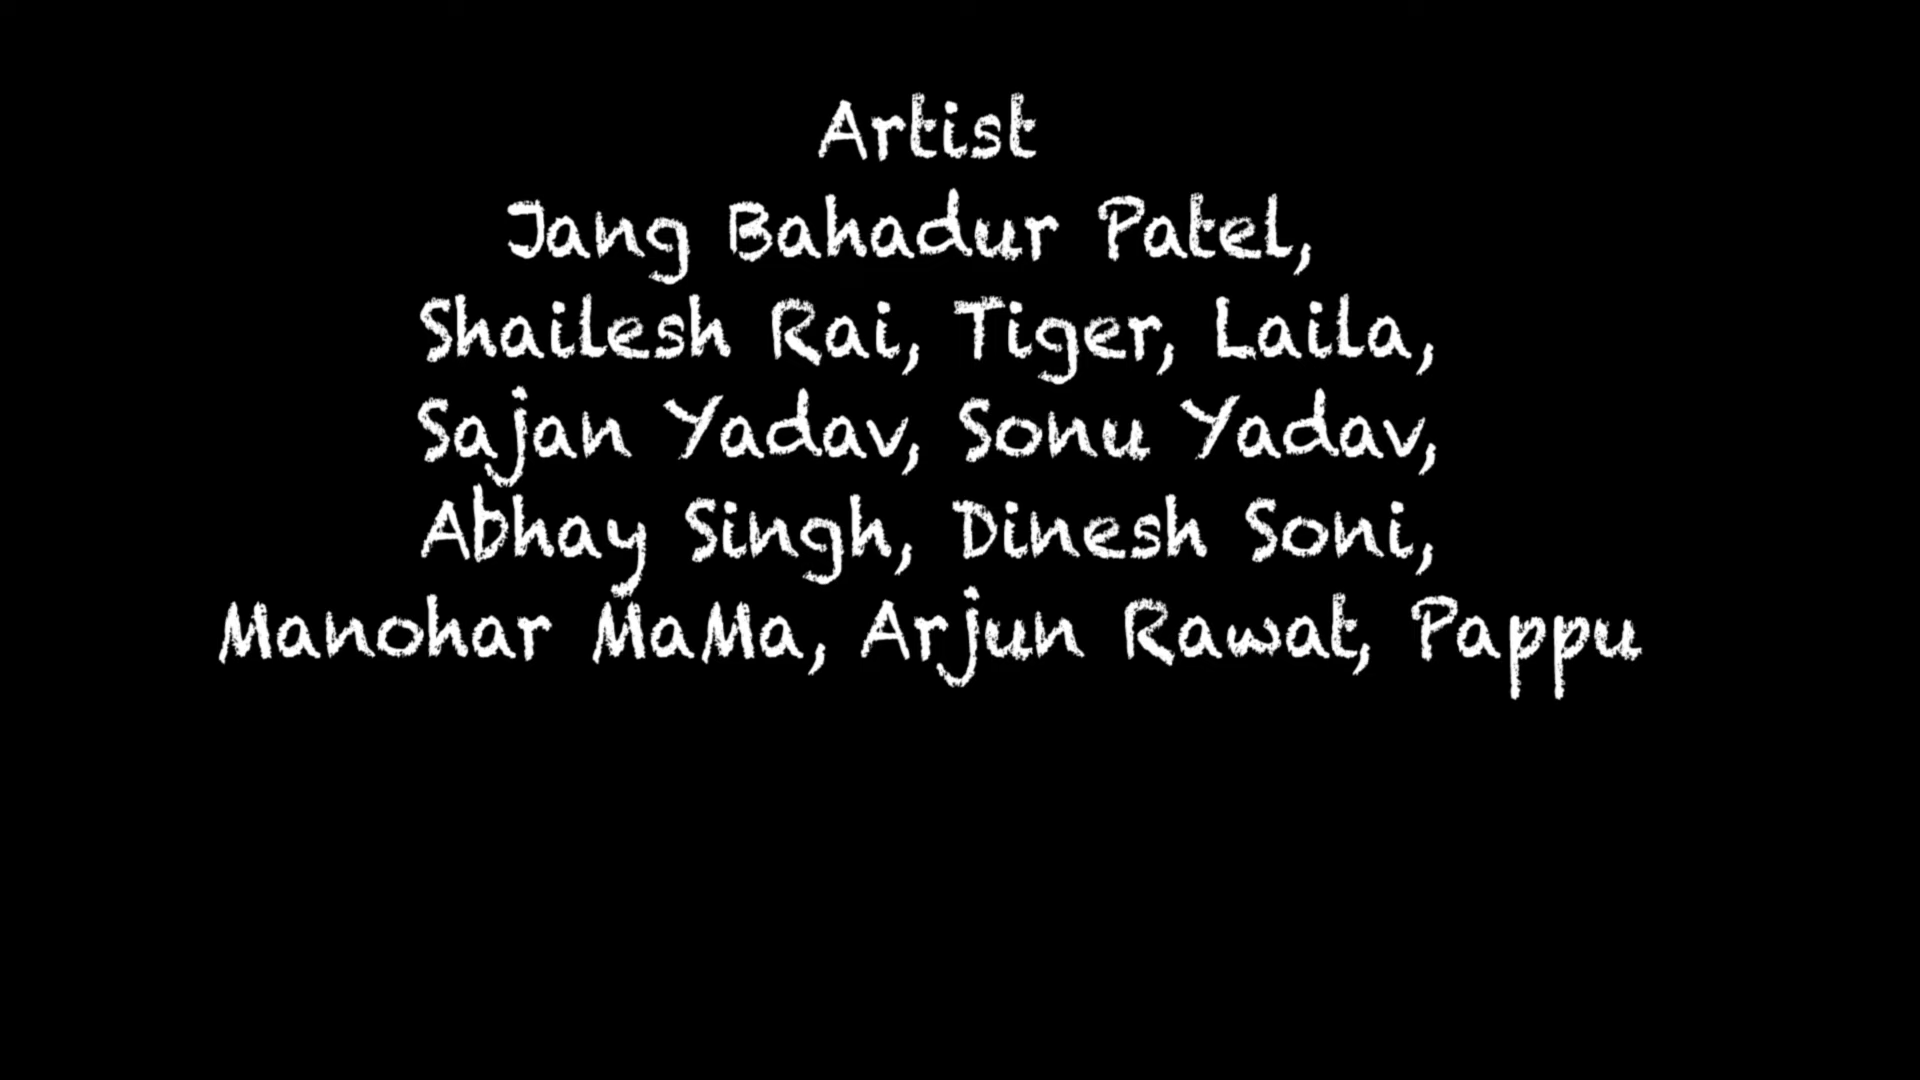 Artist
Jang Bahadur Patel,
Shailesh Rai, Tiger, Laila,
Sajan Yadav, Sonu Yadav,
Abhay Singh, Dinesh Soni,
Manohar MaMa, Arjun Rawat, Pappu